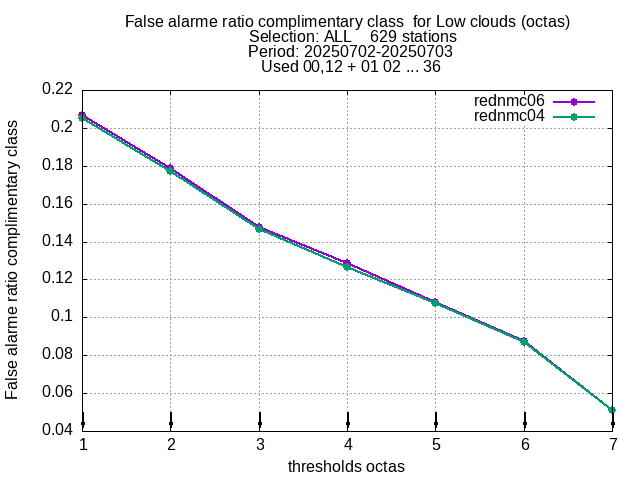 False alarme ratio complimentary class  for Low clouds (octas)
Selection: ALL    629 stations
Period: 20250702-20250703
Used 00,12 + 01 02 ... 36
rednmc06
rednmc04
False alarme ratio complimentary class
0.22
0.2
0.18
0.16
0.14
0.12
0.1
0.08
0.06
0.04
1 2 3 4 5 6 7
thresholds octas